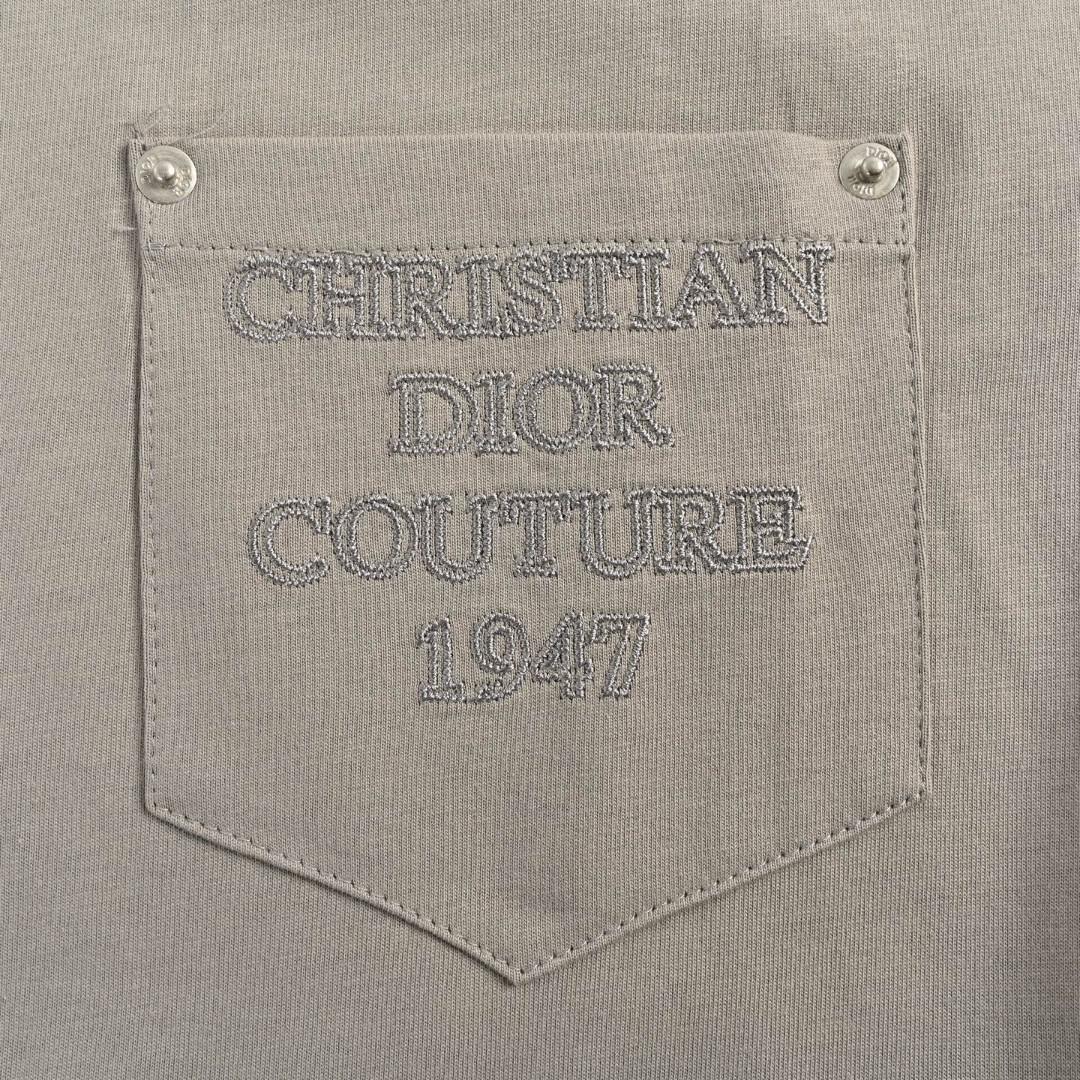 CHRISTIAN
DIOR
COUTURE
1947